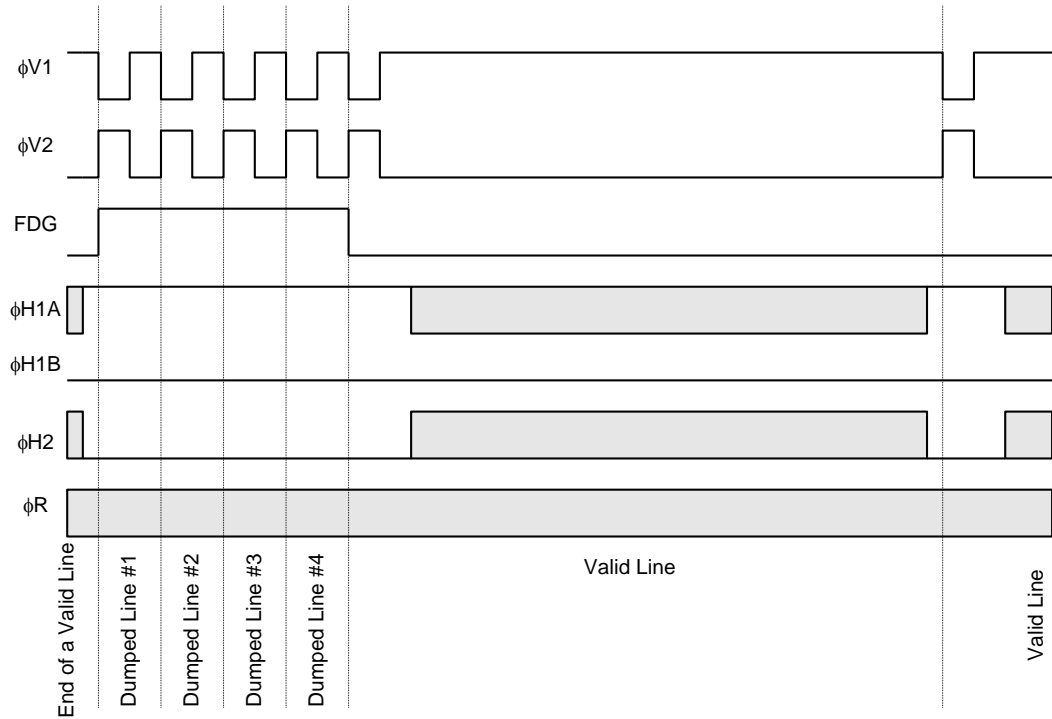 ϕV1
ϕV2
FDG
ϕH1A
ϕH1B
ϕH2
ϕR
End of a Valid Line
Dumped Line #1
Dumped Line #2
Dumped Line #3
Dumped Line #4
Valid Line
Valid Line